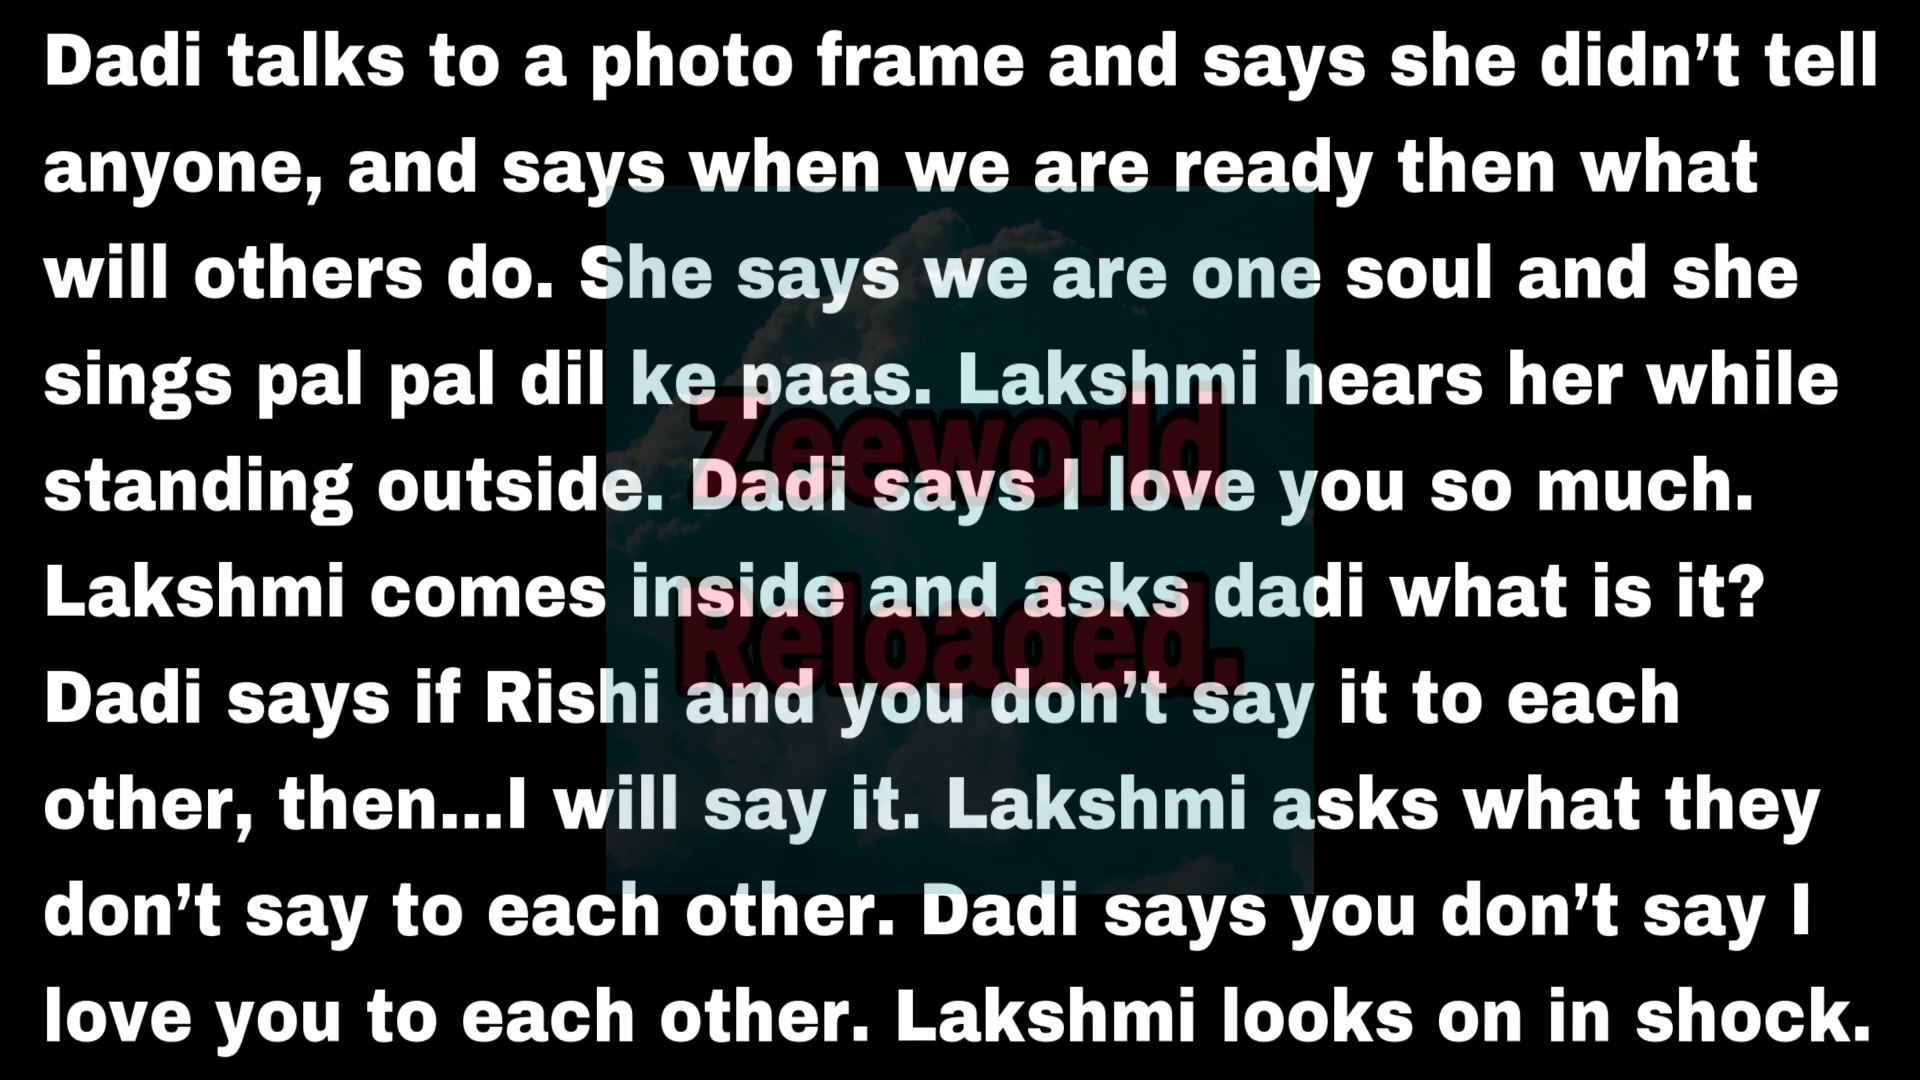 Dadi talks to a photo frame and says she didn’t tell
anyone, and says when we are ready then what
will others do. She says we are one soul and she
sings pal pal dil ke paas. Lakshmi hears her while
standing outside. Dadi says I love you so much.
Lakshmi comes inside and asks dadi what is it?
Dadi says if Rishi and you don’t say it to each
other, then...I will say it. Lakshmi asks what they
don’t say to each other. Dadi says you don’t say I
love you to each other. Lakshmi looks on in shock.
Zeeworld
Reloaded.